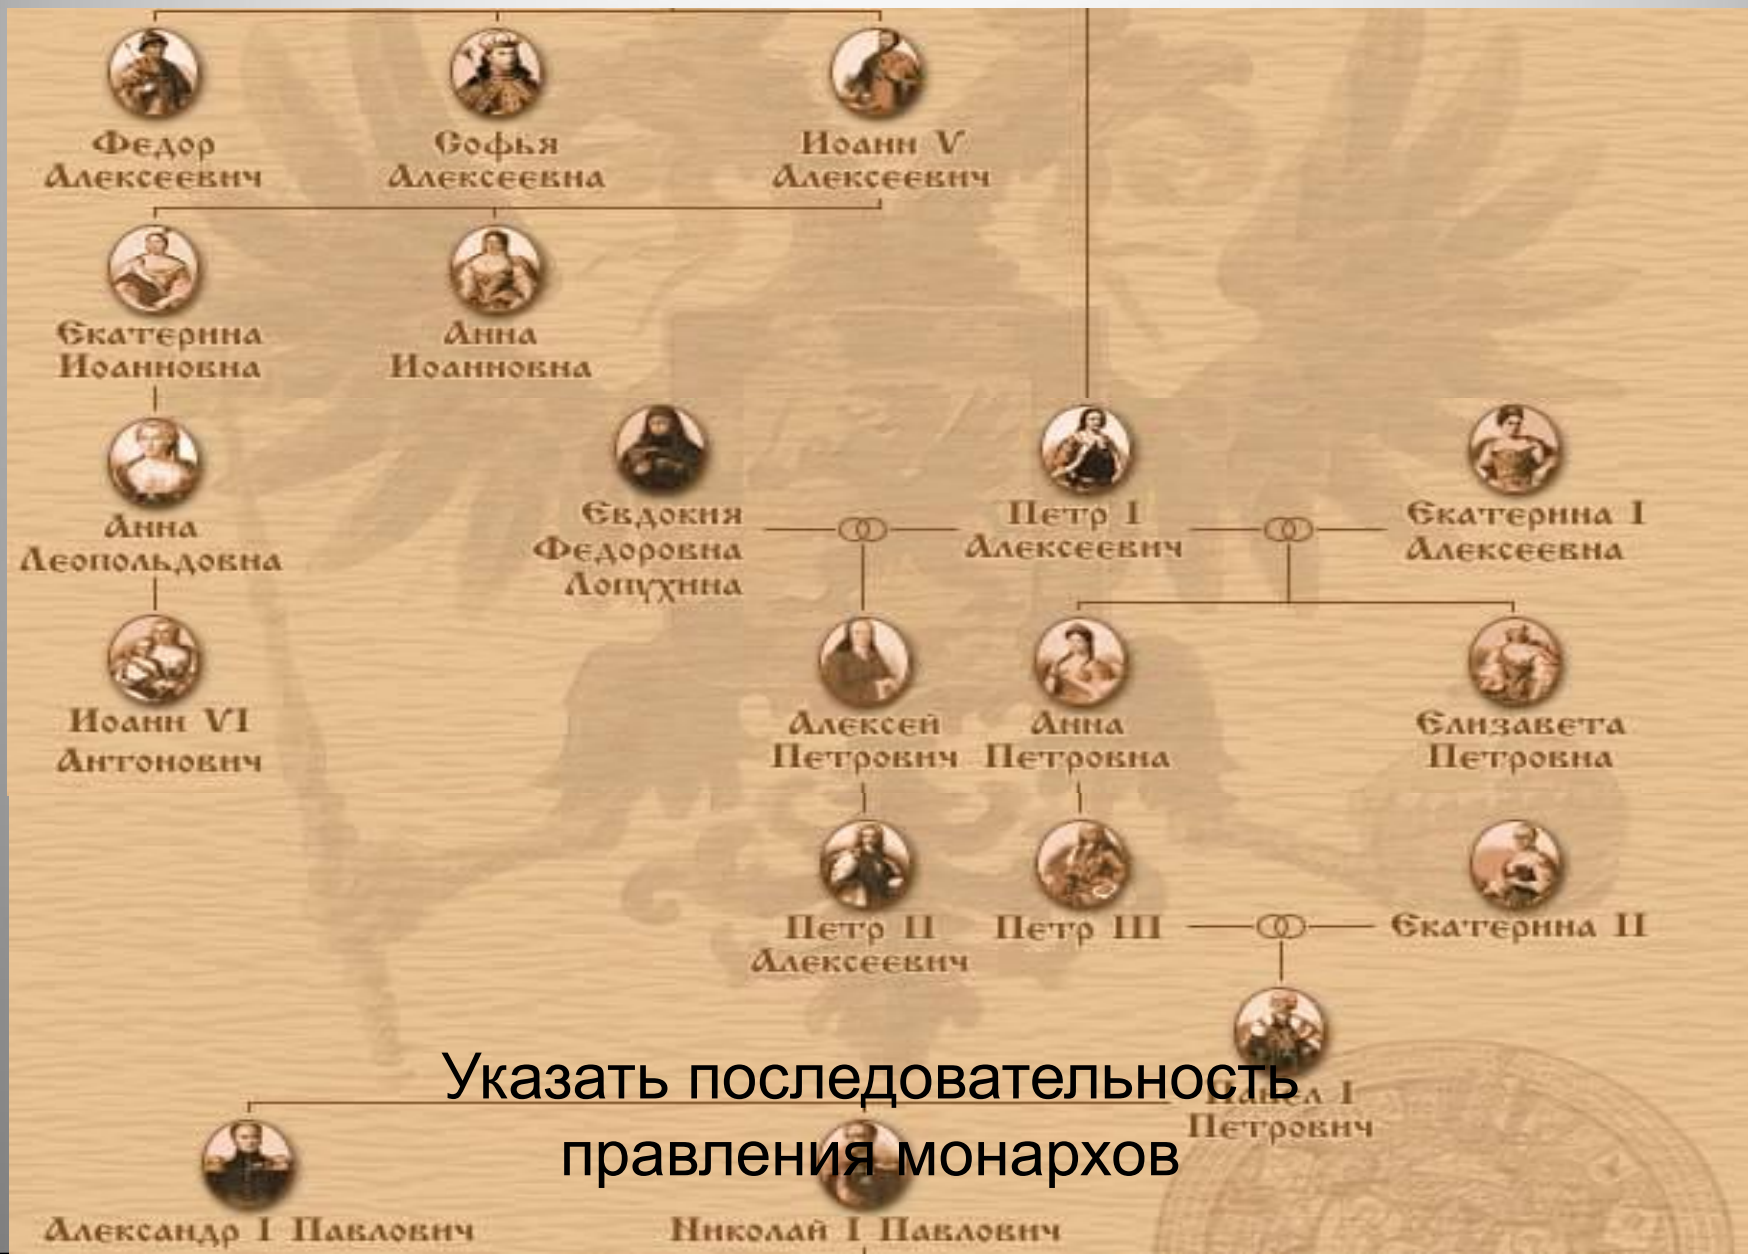 Федор
Алексеевич
Софья
Алексеевна
Иоанн V
Алексеевич
Екатерина
Иоанновна
Анна
Иоанновна
Анна
Леопольдовна
Евдокия
Федоровна
Лопухина
Петр I
Алексеевич
Екатерина I
Алексеевна
Иоанн VI
Антонович
Алексей
Петрович
Анна
Петровна
Елизавета
Петровна
Петр II
Алексеевич
Петр III
Екатерина II
Павел I
Петрович
Указать последовательность
правления монархов
Александр I Павлович
Николай I Павлович